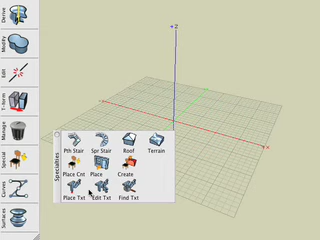 Derive
Modify
Edit
T-form
Manage
Special
Curves
Surfaces
+Z
+X
Specialties
Pth Stair Spr Stair Roof Terrain
Place Cnt Place Create
Place Txt Edit Txt Find Txt